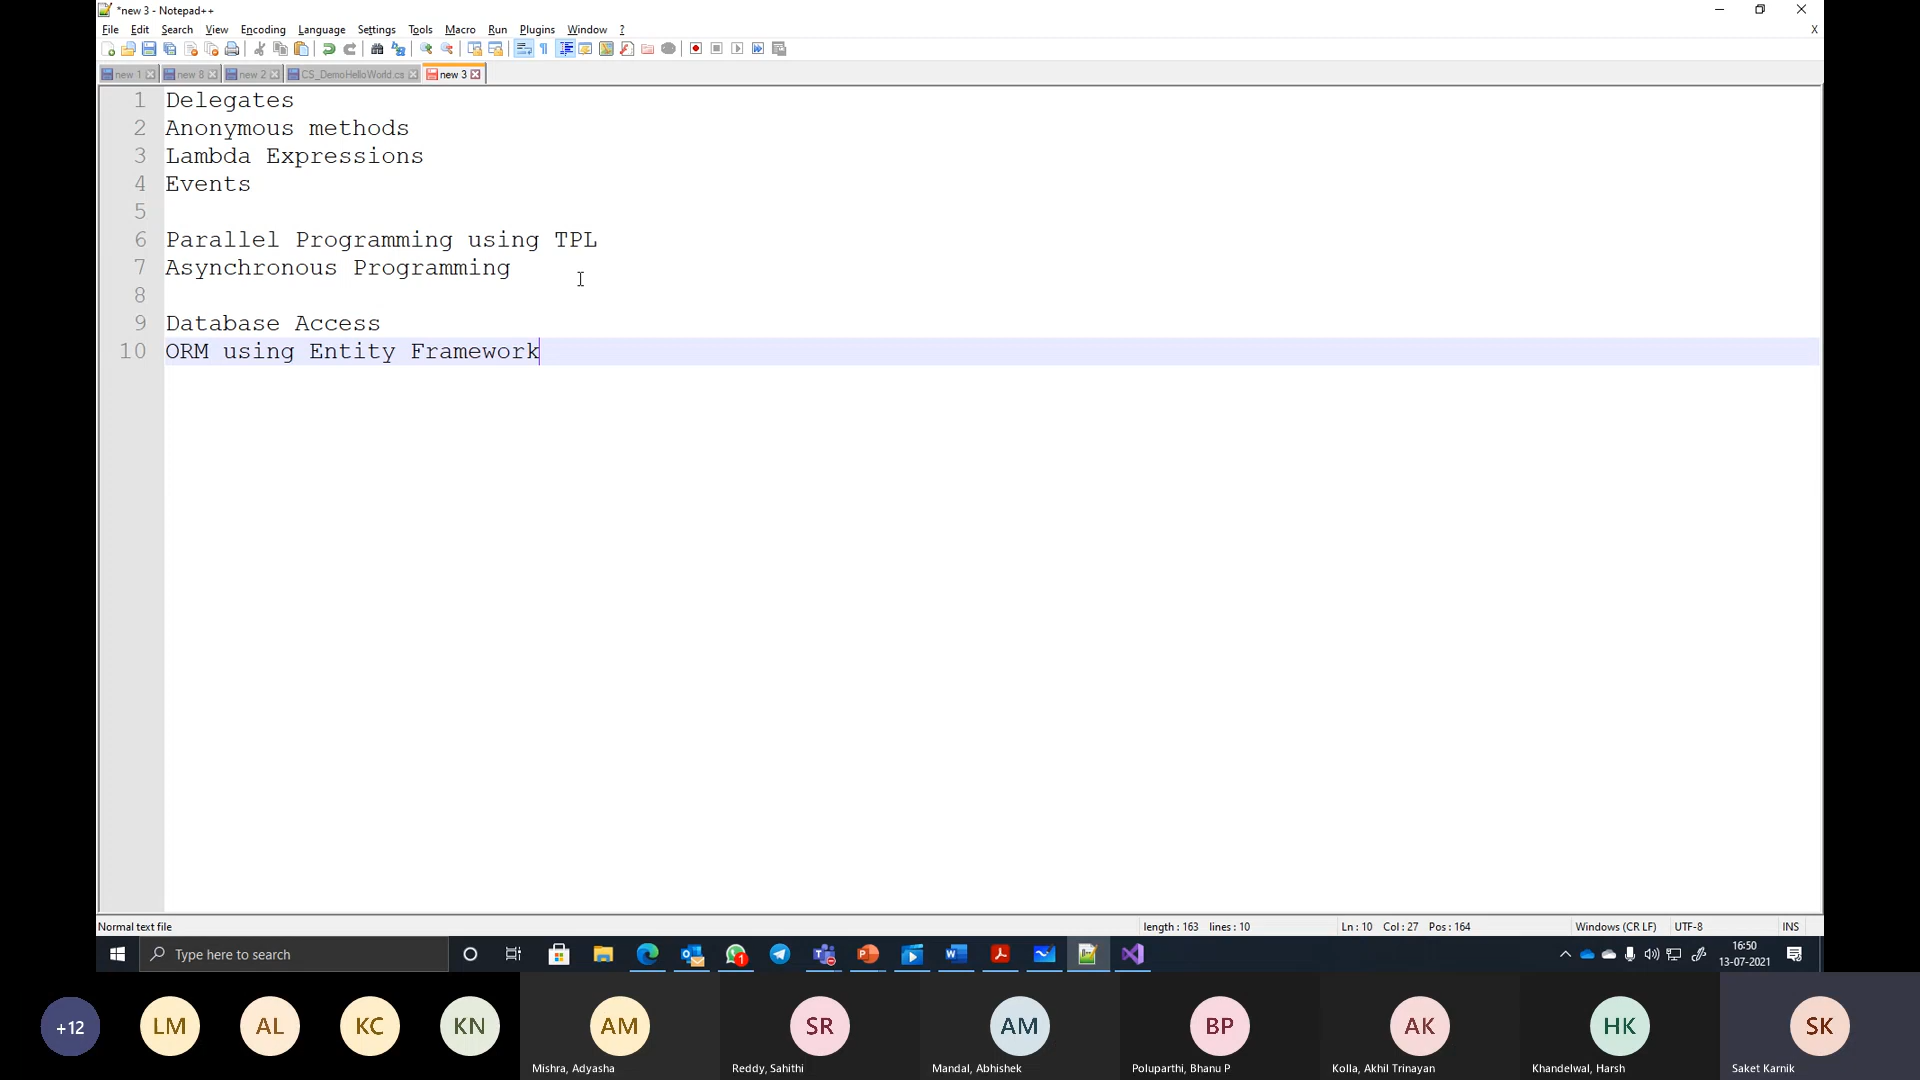 *new 3 - Notepad++
File Edit Search View Encoding Language Settings Tools Macro Run Plugins Window ?
X
new 1 new 8 new 2 CS_DemoHelloWorld.cs new 3
1 Delegates
2 Anonymous methods
3 Lambda Expressions
4 Events
5
6 Parallel Programming using TPL
7 Asynchronous Programming
8
9 Database Access
10 ORM using Entity Framework
Normal text file length : 163 lines : 10 Ln : 10 Col : 27 Pos : 164 Windows (CR LF) UTF-8 INS
Type here to search
1
16:50
13-07-2021
+12 LM AL KC KN AM SR AM BP AK HK SK
Mishra, Adyasha Reddy, Sahithi Mandal, Abhishek Poluparthi, Bhanu P Kolla, Akhil Trinayan Khandelwal, Harsh Saket Karnik